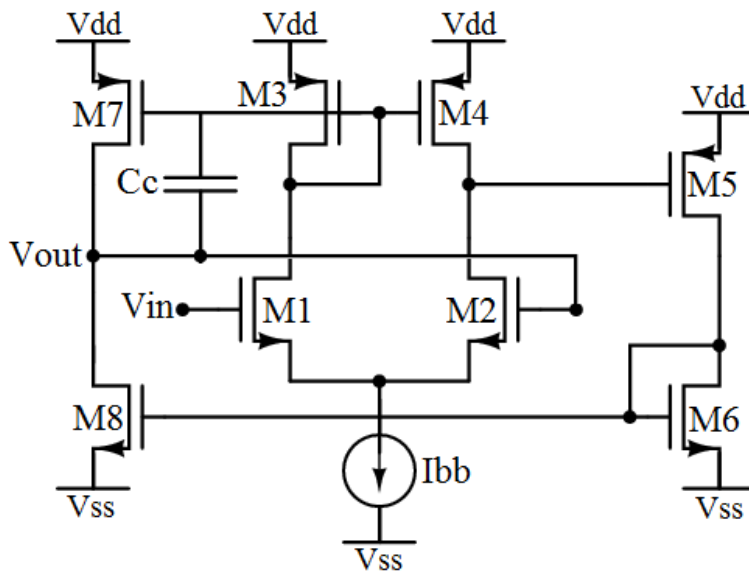 Vdd Vdd Vdd
Vdd
M7 M3 M4
Cc M5
Vout
Vin M1 M2
M8 M6
Ibb
Vss Vss
Vss